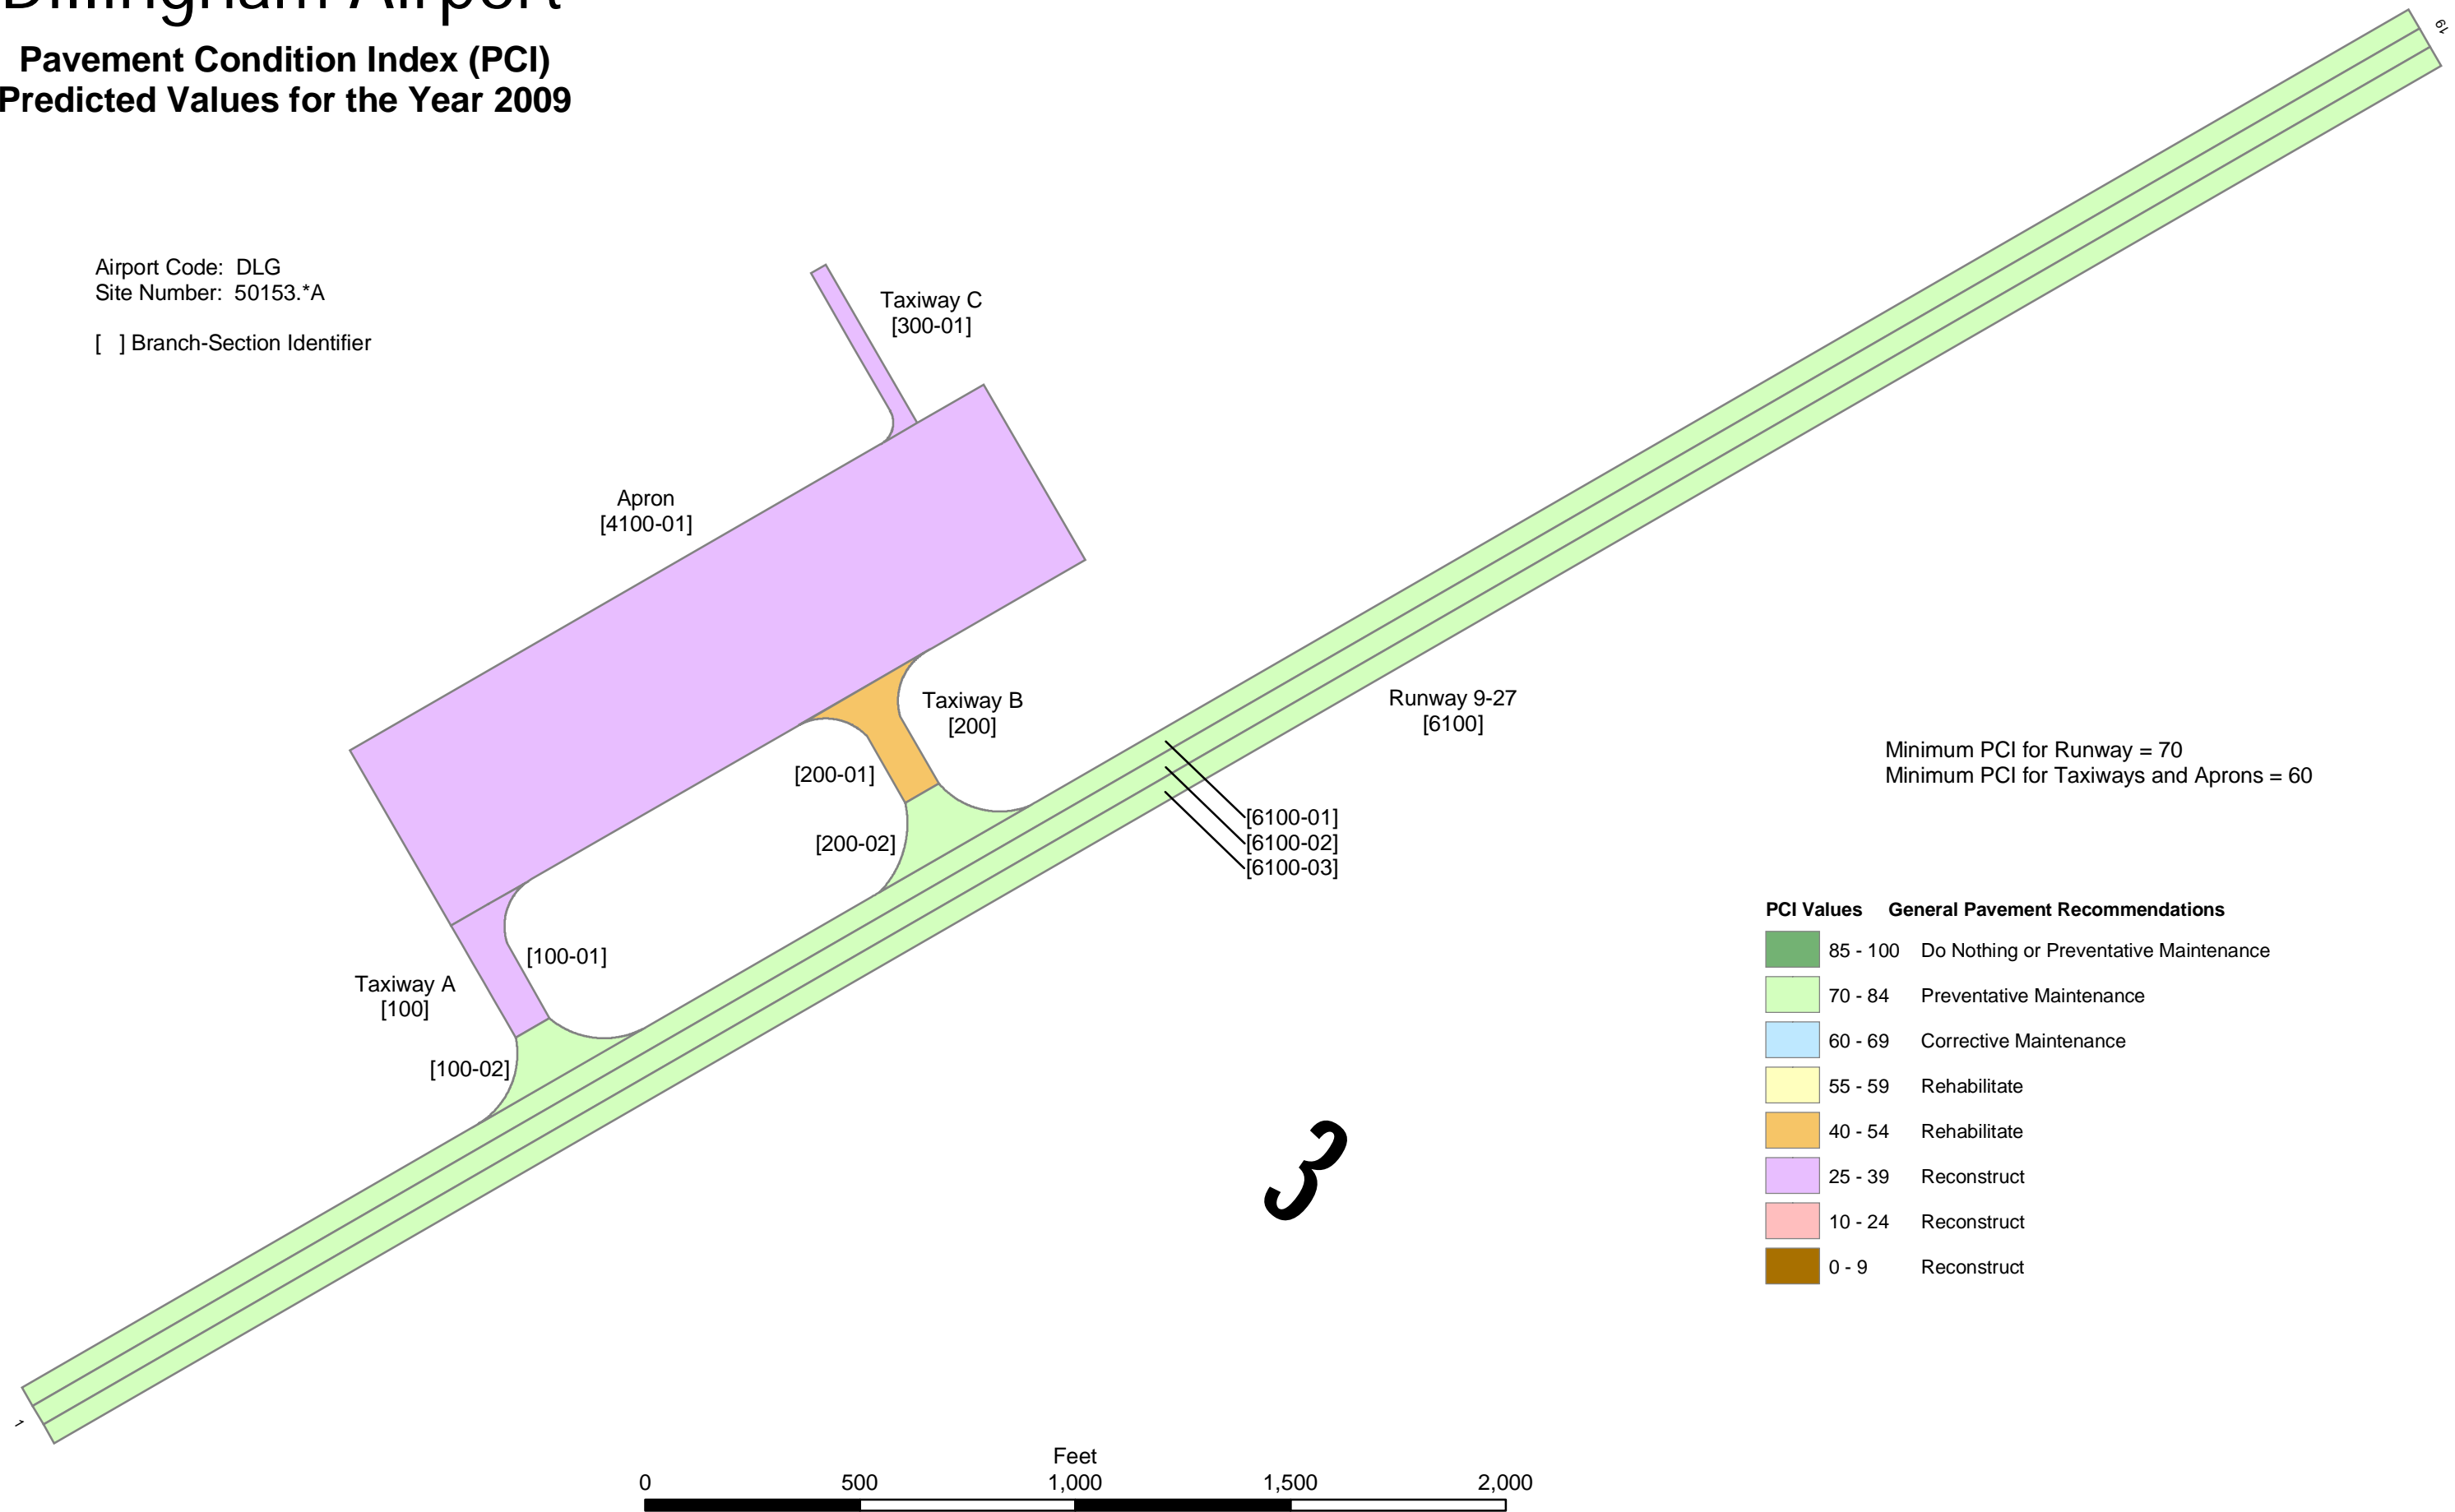 Dillingham Airport
Pavement Condition Index (PCI)
Predicted Values for the Year 2009
19
Airport Code: DLG
Site Number: 50153.*A
[ ] Branch-Section Identifier
Taxiway C
[300-01]
Apron
[4100-01]
Taxiway B
[200]
[200-01]
[200-02]
Runway 9-27
[6100]
[6100-01]
[6100-02]
[6100-03]
Minimum PCI for Runway = 70
Minimum PCI for Taxiways and Aprons = 60
Taxiway A
[100]
[100-01]
[100-02]
PCI Values General Pavement Recommendations
85 - 100 Do Nothing or Preventative Maintenance
70 - 84 Preventative Maintenance
60 - 69 Corrective Maintenance
55 - 59 Rehabilitate
40 - 54 Rehabilitate
25 - 39 Reconstruct
10 - 24 Reconstruct
0 - 9 Reconstruct
3
1
Feet
0 500 1,000 1,500 2,000